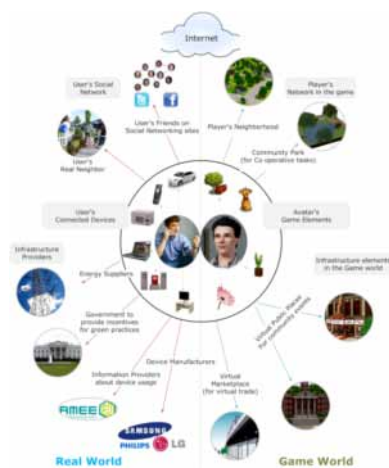 Internet
User's Social
Network
User's Friends on
Social Networking sites
User's
Real Neighbor
Player's
Network in the game
Player's Neighborhood
Community Park
(for Co-operative tasks)
User's
Connected Devices
Avatar's
Game Elements
Infrastructure
Providers
Energy Suppliers
Infrastructure elements
in the Game world
Government to
provide incentives
for green practices
Virtual Public Places
for community events
Device Manufacturers
Information Providers
about device usage
Virtual
Marketplace
(for virtual trade)
AMEE
SAMSUNG
PHILIPS
LG
Real World
Game World